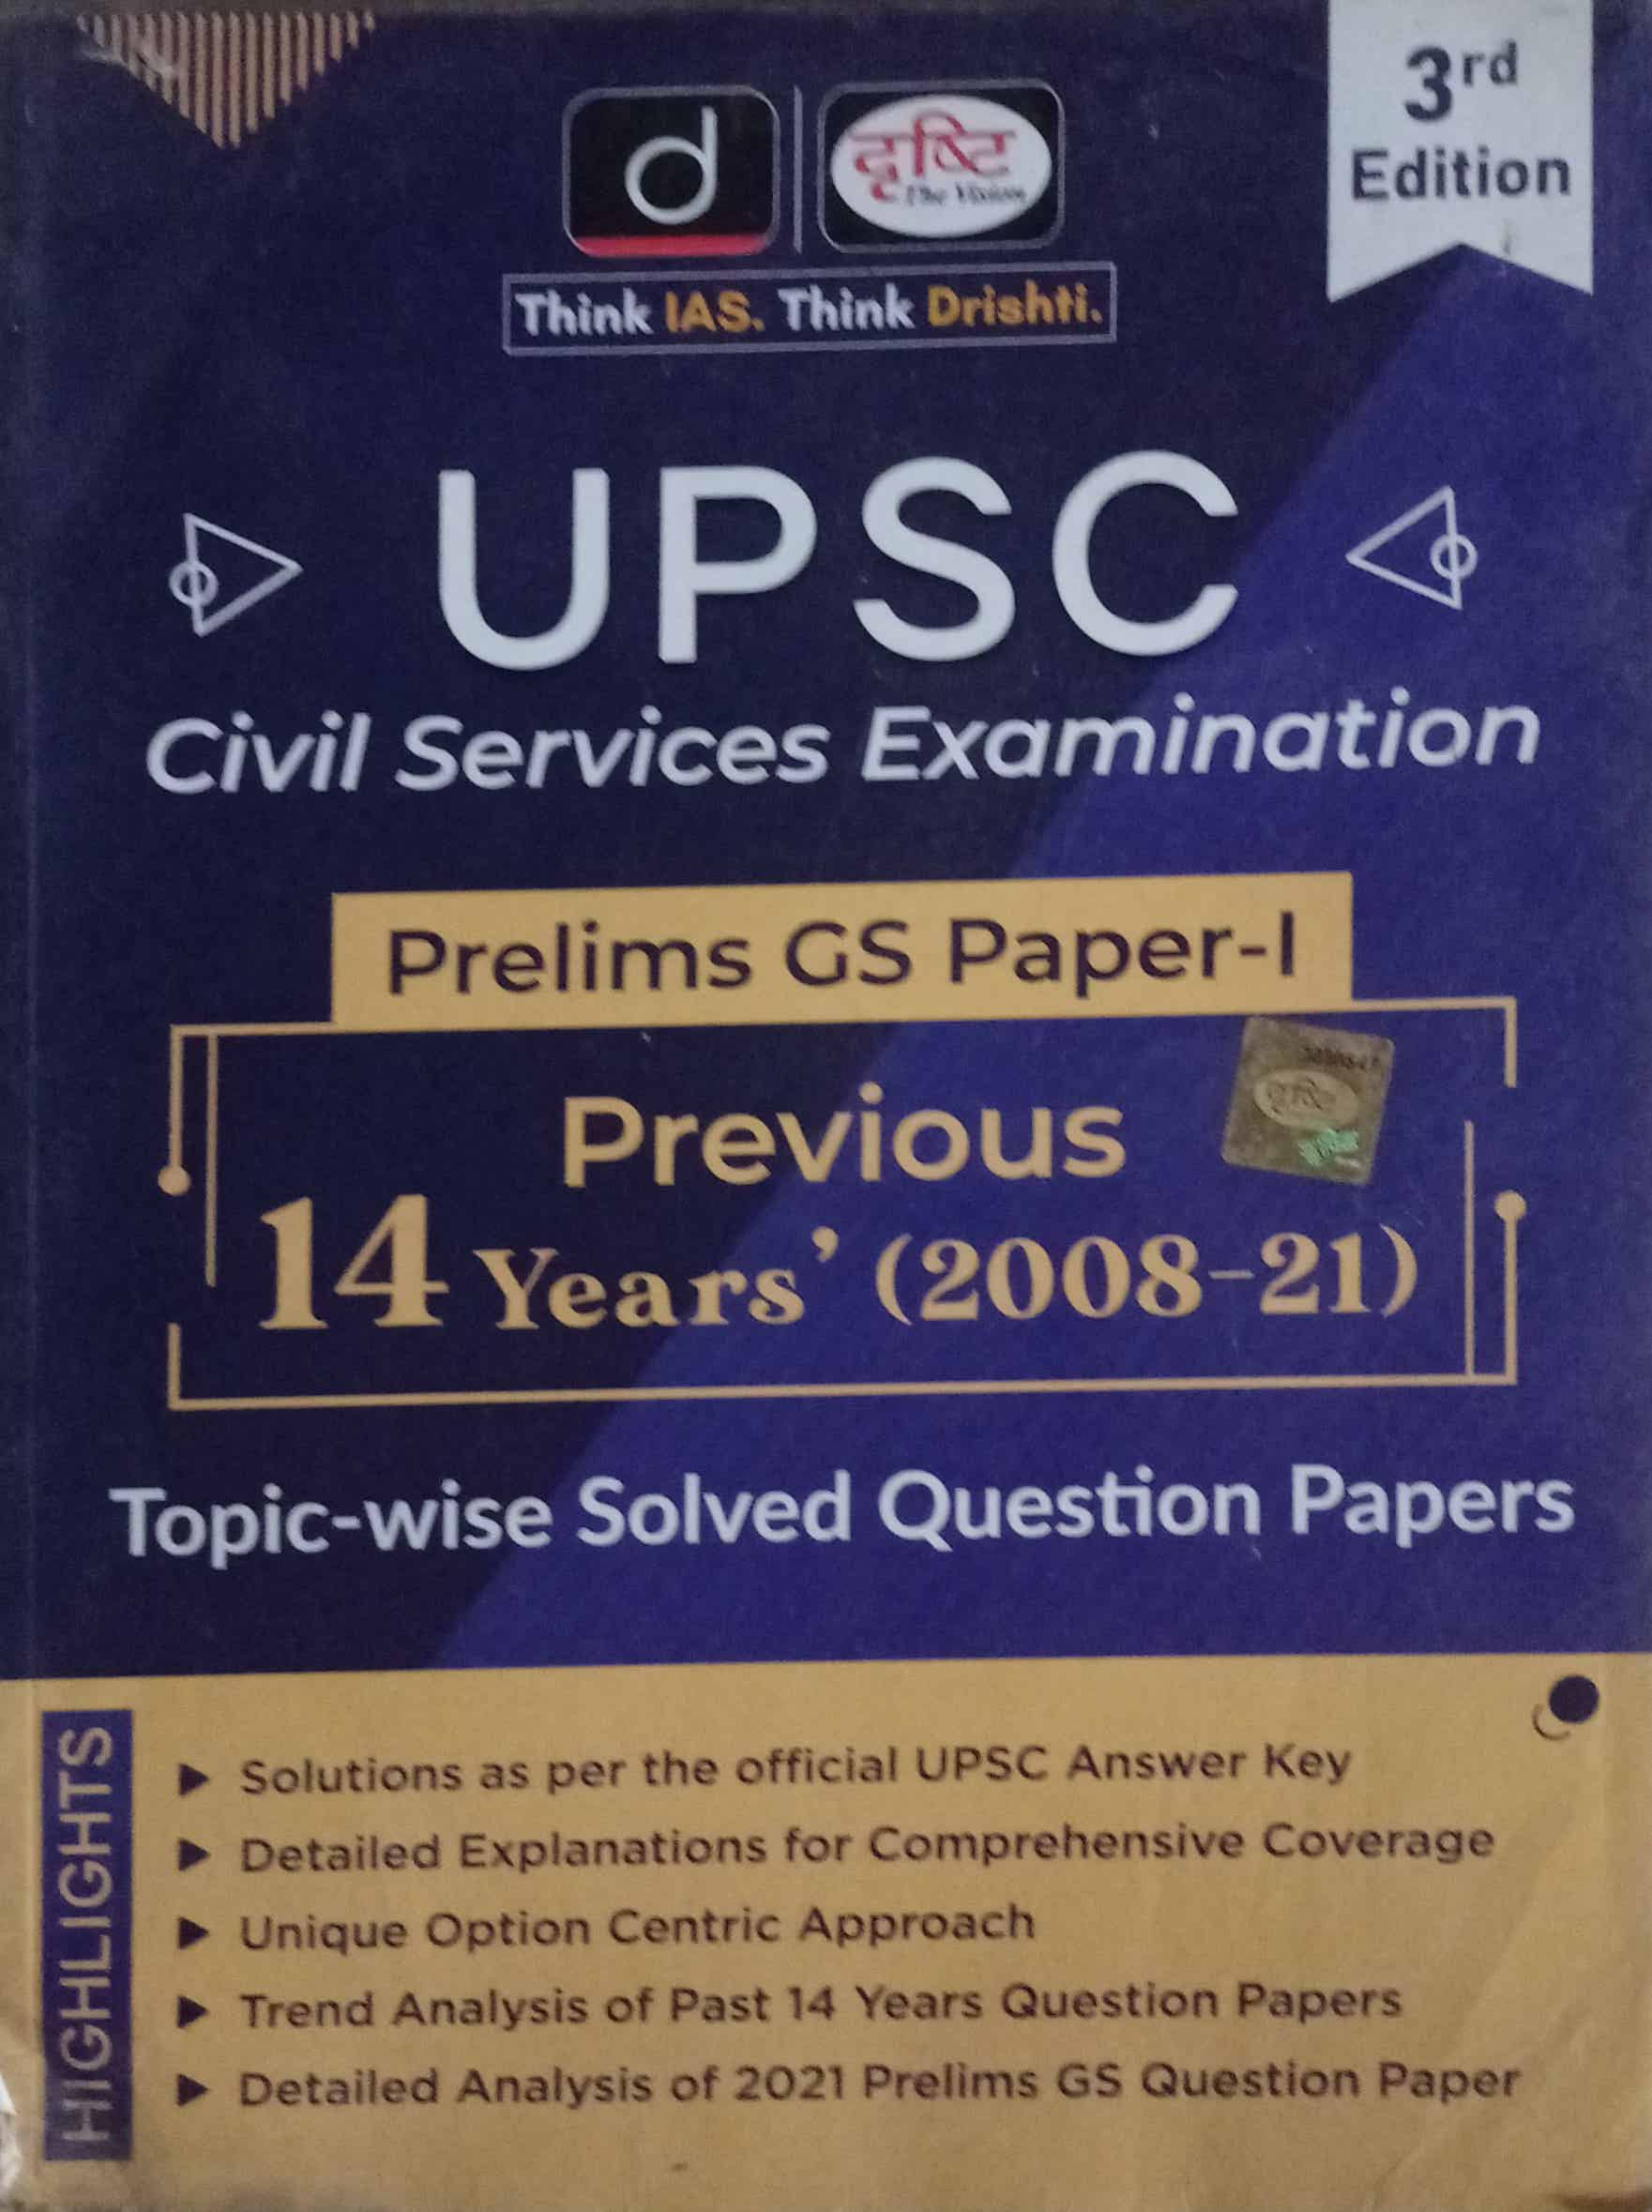 3rd
Edition
d
दृष्टि
The Vision
Think IAS. Think Drishti.
UPSC
Civil Services Examination
Prelims GS Paper-I
Previous
14 Years’ (2008-21)
दृष्टि
Topic-wise Solved Question Papers
HIGHLIGHTS
Solutions as per the official UPSC Answer Key
Detailed Explanations for Comprehensive Coverage
Unique Option Centric Approach
Trend Analysis of Past 14 Years Question Papers
Detailed Analysis of 2021 Prelims GS Question Paper